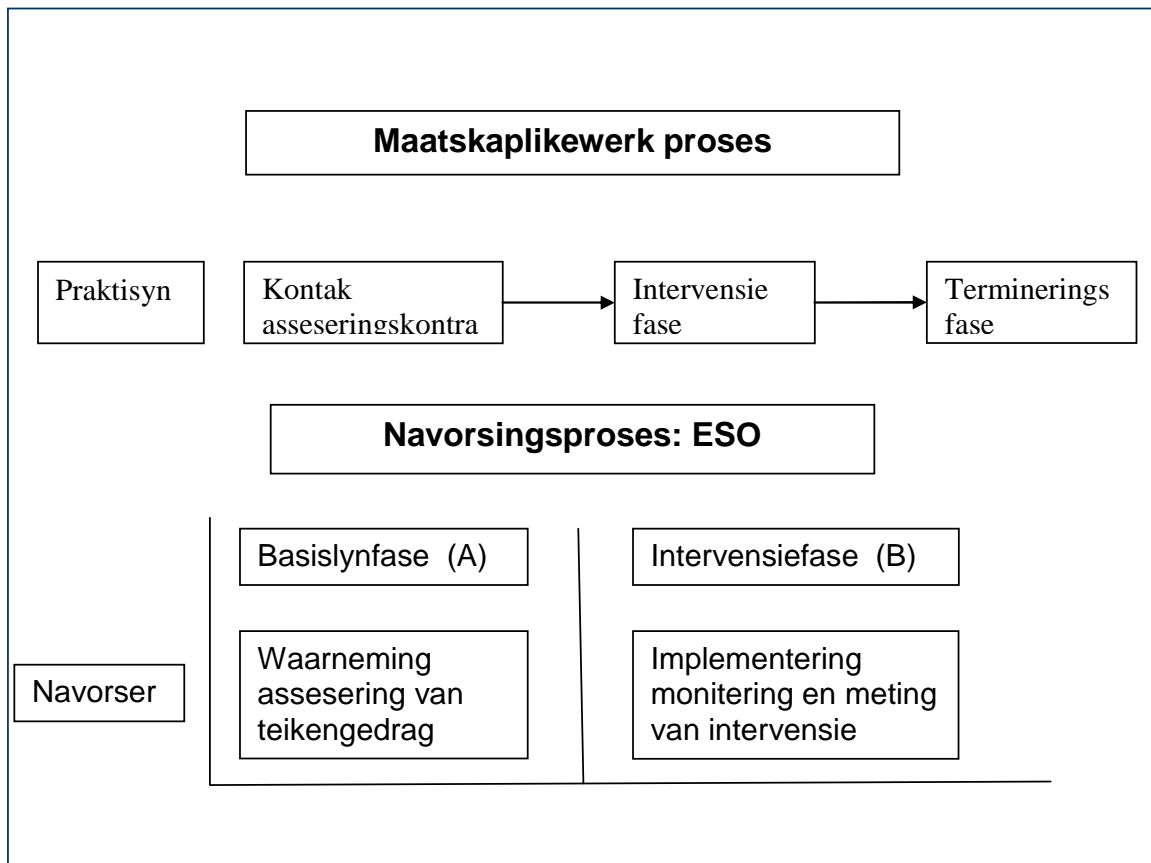 Maatskaplikewerk proses
Praktisyn
Kontak
asseseringskontra
Intervensie
fase
Terminerings
fase
Navorsingsproses: ESO
Basislynfase (A)
Intervensiefase (B)
Navorser
Waarneming
assesering van
teikengedrag
Implementering
monitering en meting
van intervensie